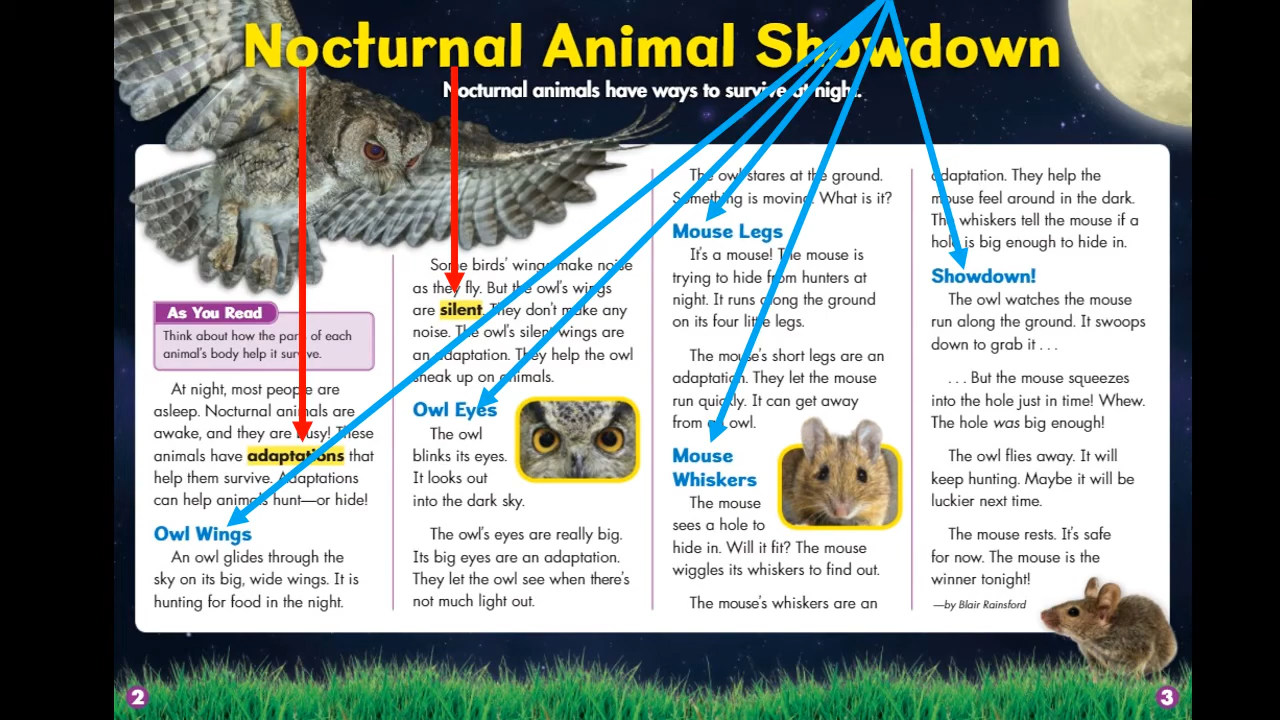 Nocturnal Animal Showdown
Nocturnal animals have ways to survive at night.
As You Read
Think about how the parts of each
animal's body help it survive.
At night, most people are
asleep. Nocturnal animals are
awake, and they are busy! These
animals have adaptations that
help them survive. Adaptations
can help animals hunt—or hide!
Owl Wings
An owl glides through the
sky on its big, wide wings. It is
hunting for food in the night.
Some birds' wings make noise
as they fly. But the owl's wings
are silent. They don't make any
noise. The owl's silent wings are
an adaptation. They help the owl
sneak up on animals.
Owl Eyes
The owl
blinks its eyes.
It looks out
into the dark sky.
The owl's eyes are really big.
Its big eyes are an adaptation.
They let the owl see when there's
not much light out.
The owl stares at the ground.
Something is moving. What is it?
Mouse Legs
It's a mouse! The mouse is
trying to hide from hunters at
night. It runs along the ground
on its four little legs.
The mouse's short legs are an
adaptation. They let the mouse
run quickly. It can get away
from an owl.
Mouse
Whiskers
The mouse
sees a hole to
hide in. Will it fit? The mouse
wiggles its whiskers to find out.
The mouse's whiskers are an
adaptation. They help the
mouse feel around in the dark.
The whiskers tell the mouse if a
hole is big enough to hide in.
Showdown!
The owl watches the mouse
run along the ground. It swoops
down to grab it . . .
. . . But the mouse squeezes
into the hole just in time! Whew.
The hole was big enough!
The owl flies away. It will
keep hunting. Maybe it will be
luckier next time.
The mouse rests. It's safe
for now. The mouse is the
winner tonight!
—by Blair Rainsford
2
3